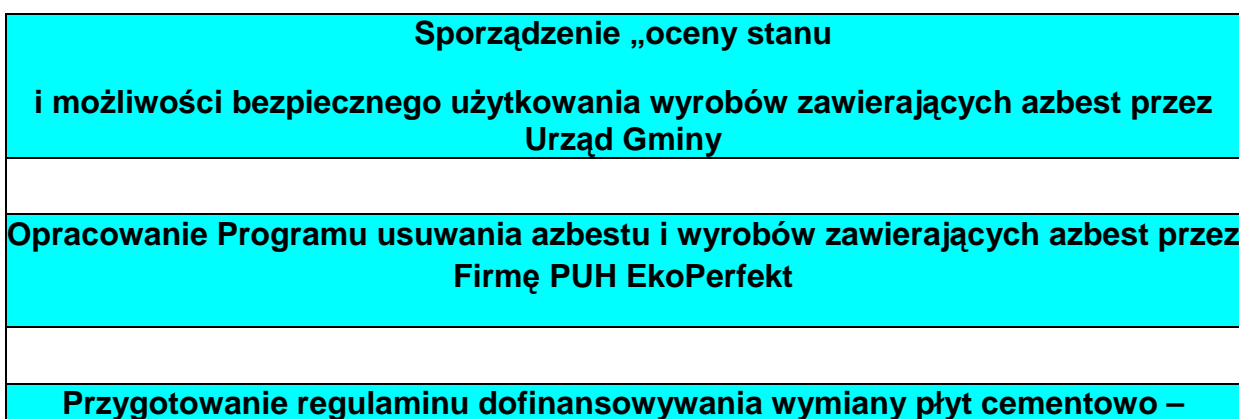 Sporządzenie „oceny stanu
i możliwości bezpiecznego użytkowania wyrobów zawierających azbest przez
Urząd Gminy
Opracowanie Programu usuwania azbestu i wyrobów zawierających azbest przez
Firmę PUH EkoPerfekt
Przygotowanie regulaminu dofinansowywania wymiany płyt cementowo –